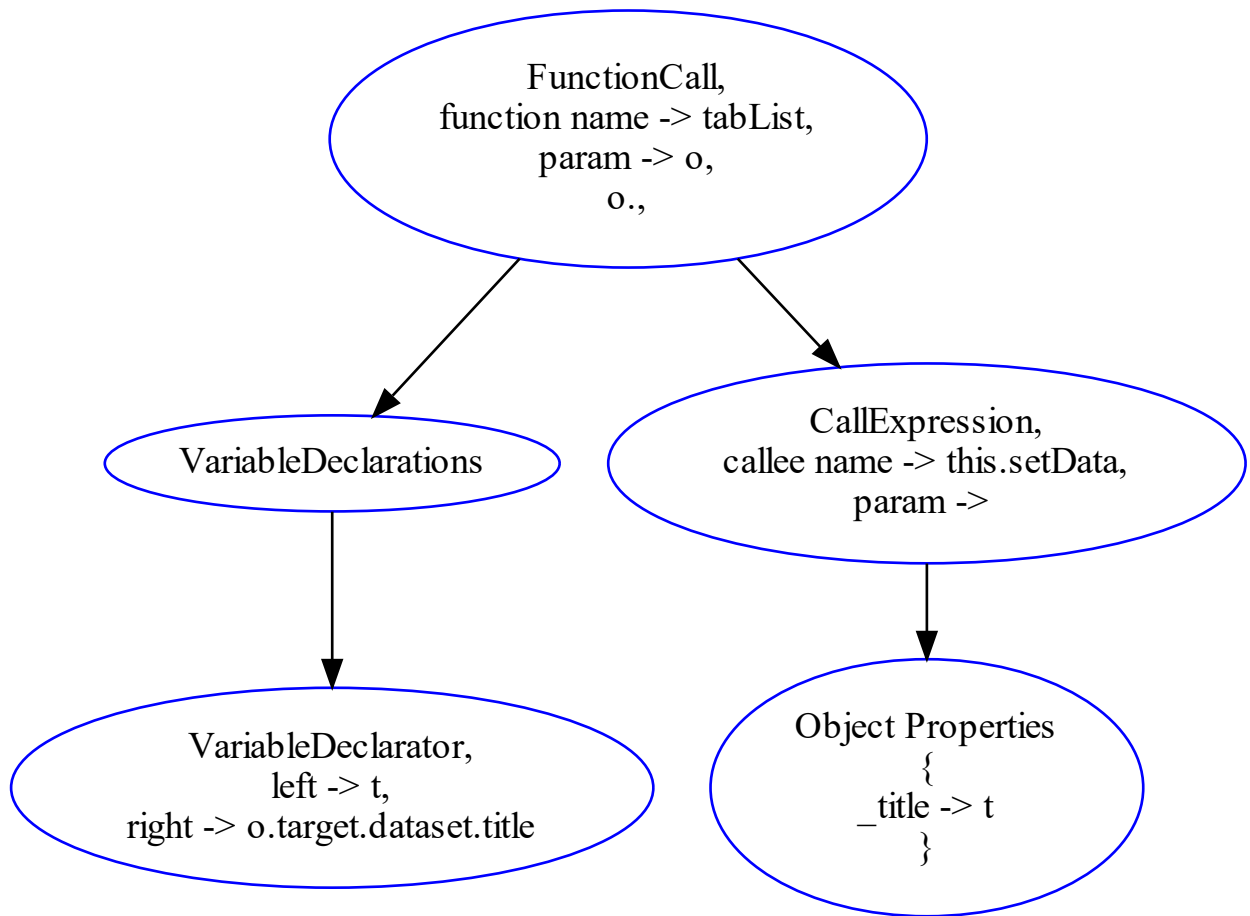 FunctionCall,
function name -> tabList,
param -> o,
o.,
VariableDeclarations
CallExpression,
callee name -> this.setData,
param ->
VariableDeclarator,
left -> t,
right -> o.target.dataset.title
Object Properties
{
_title -> t
}